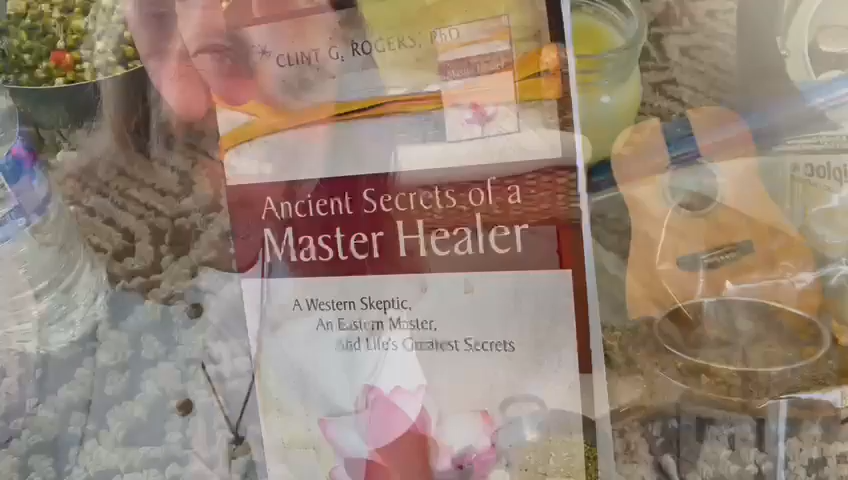 CLINT G. ROGERS, PhD
Ancient Secrets of a
Master Healer
A Western Skeptic,
An Eastern Master,
And Life's Greatest Secrets